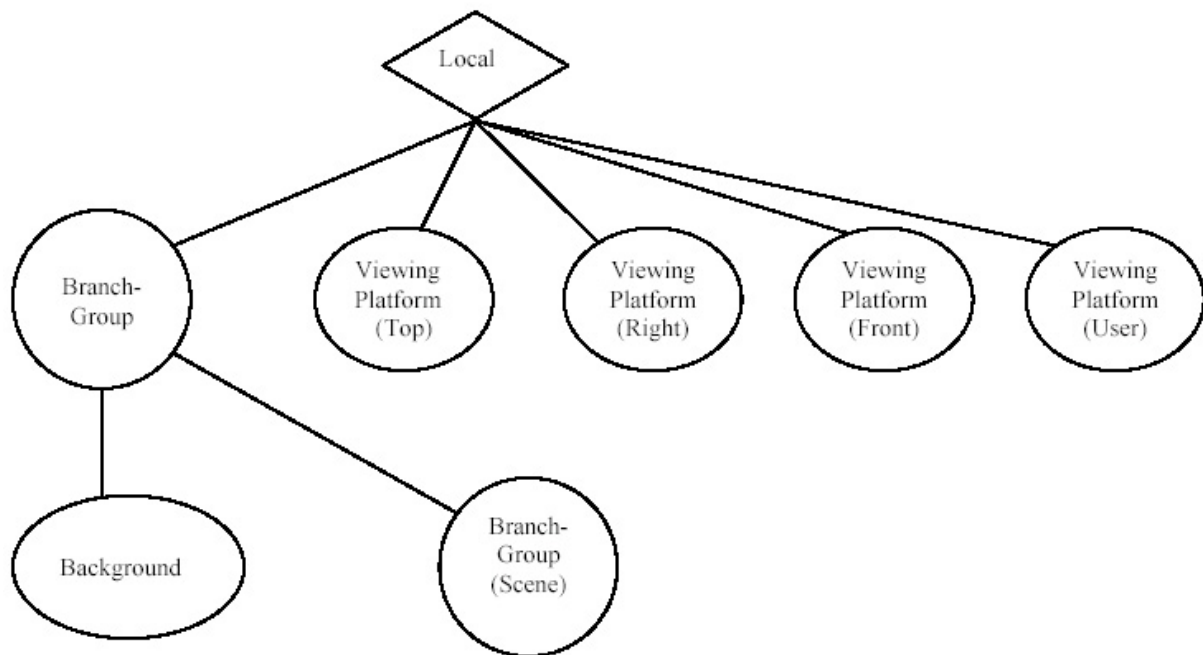 Local
Branch-
Group
Viewing
Platform
(Top)
Viewing
Platform
(Right)
Viewing
Platform
(Front)
Viewing
Platform
(User)
Background
Branch-
Group
(Scene)